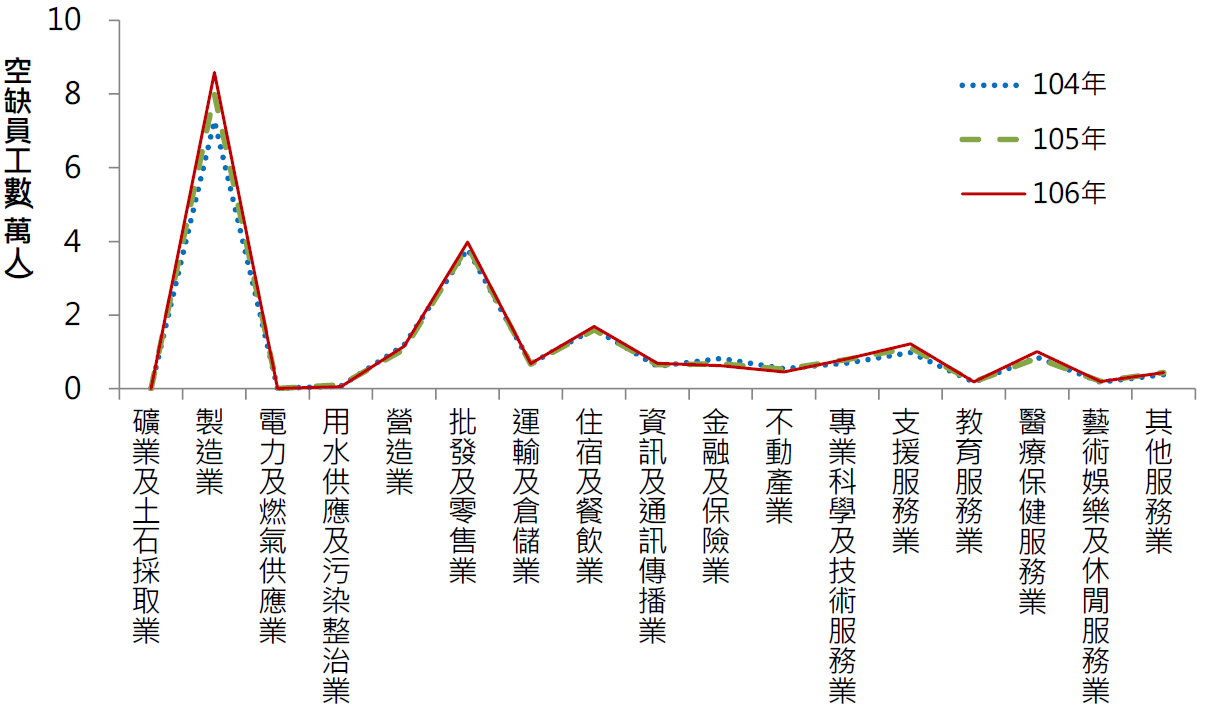 10
8
6
4
2
0
空缺員工數(萬人)
104年
105年
106年
礦業及土石採取業
製造業
電力及燃氣供應業
用水供應及污染整治業
營造業
批發及零售業
運輸及倉儲業
住宿及餐飲業
資訊及通訊傳播業
金融及保險業
不動產業
專業科學及技術服務業
支援服務業
教育服務業
醫療保健服務業
藝術娛樂及休閒服務業
其他服務業